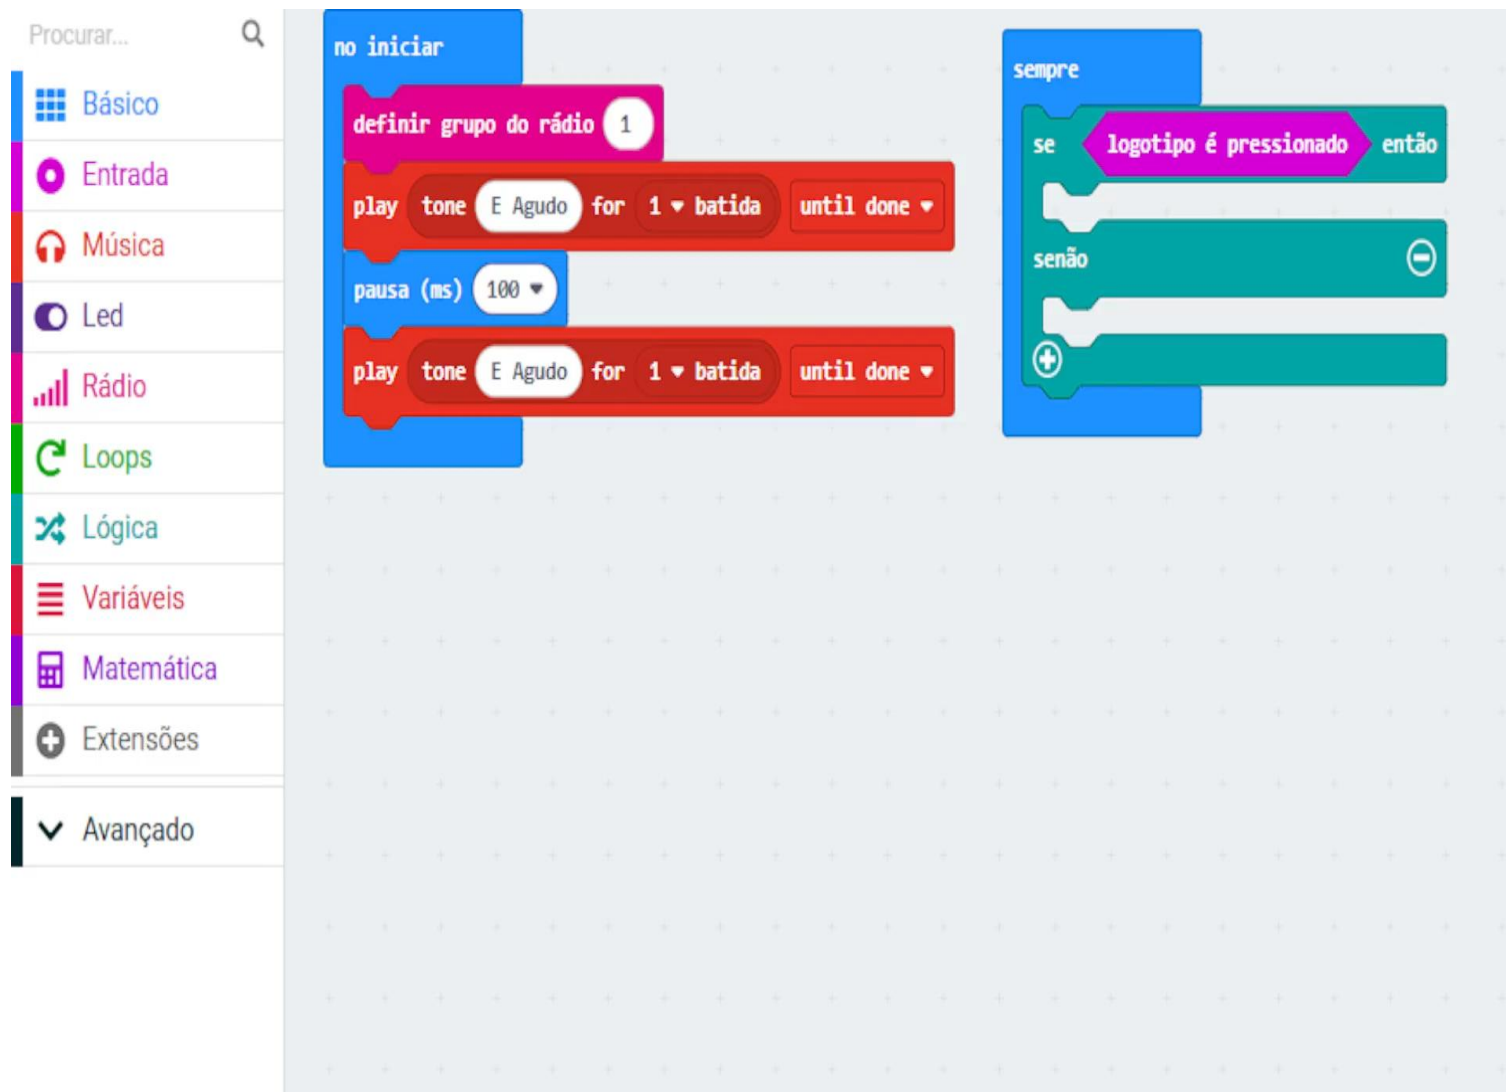 Procurar...
Básico
Entrada
Música
Led
Rádio
Loops
Lógica
Variáveis
Matemática
Extensões
Avançado
no iniciar
definir grupo do rádio 1
play tone E Agudo for 1 batida until done
pausa (ms) 100
play tone E Agudo for 1 batida until done
sempre
se logotipo é pressionado então
senão